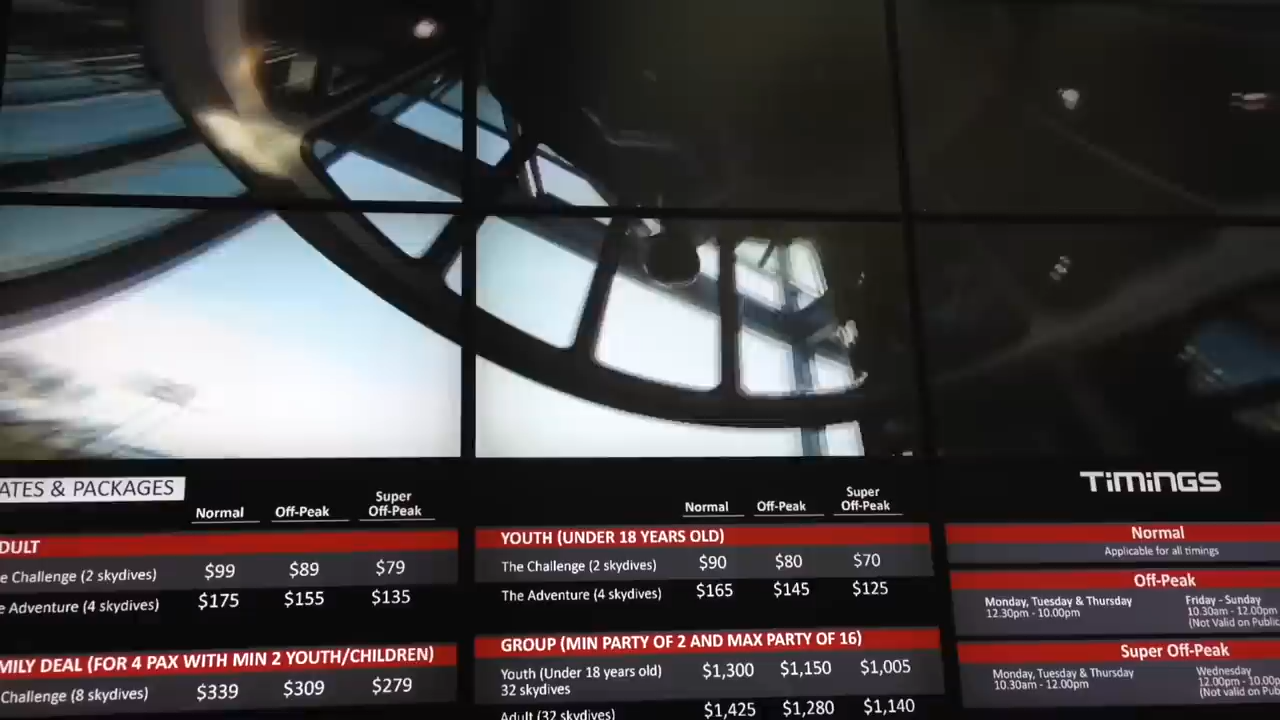 ATES & PACKAGES
Normal Off-Peak Super Off-Peak
DULT
e Challenge (2 skydives) $99 $89 $79
e Adventure (4 skydives) $175 $155 $135
MILY DEAL (FOR 4 PAX WITH MIN 2 YOUTH/CHILDREN)
Challenge (8 skydives) $339 $309 $279
Normal Off-Peak Super Off-Peak
YOUTH (UNDER 18 YEARS OLD)
The Challenge (2 skydives) $90 $80 $70
The Adventure (4 skydives) $165 $145 $125
GROUP (MIN PARTY OF 2 AND MAX PARTY OF 16)
Youth (Under 18 years old) $1,300 $1,150 $1,005
32 skydives
Adult (32 skydives) $1,425 $1,280 $1,140
TiMiNGS
Normal
Applicable for all timings
Off-Peak
Monday, Tuesday & Thursday
12.30pm - 10.00pm
Friday - Sunday
10.30am - 12.00pm
(Not Valid on Public
Super Off-Peak
Monday, Tuesday & Thursday
10.30am - 12.00pm
Wednesday
12.00pm - 10.00p
(Not valid on Pub